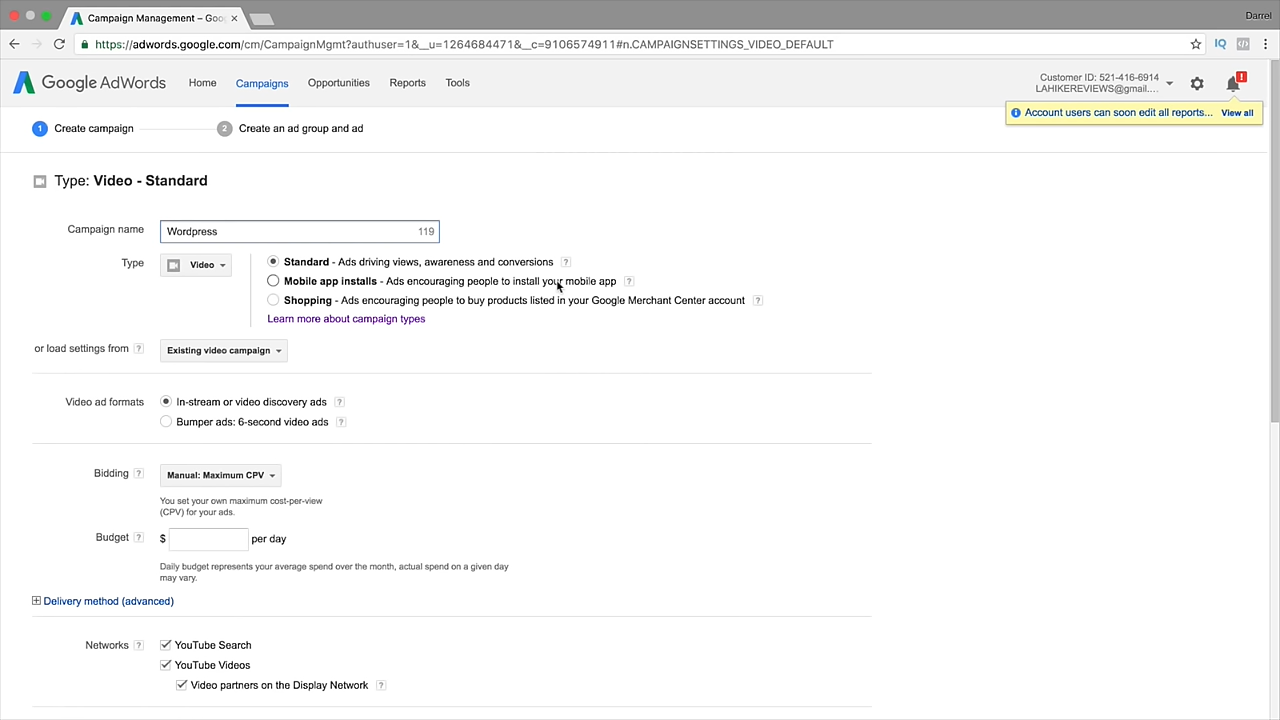 Campaign Management – Goo
Darrel
https://adwords.google.com/cm/CampaignMgmt?authuser=1&__u=1264684471&__c=9106574911#n.CAMPAIGNSETTINGS_VIDEO_DEFAULT
IQ
Google AdWords Home Campaigns Opportunities Reports Tools
Customer ID: 521-416-6914
LAHIKEREVIEWS@gmail....
!
Account users can soon edit all reports... View all
1 Create campaign 2 Create an ad group and ad
Type: Video - Standard
Campaign name Wordpress 119
Type Video Standard - Ads driving views, awareness and conversions ?
Mobile app installs - Ads encouraging people to install your mobile app ?
Shopping - Ads encouraging people to buy products listed in your Google Merchant Center account ?
Learn more about campaign types
or load settings from ? Existing video campaign
Video ad formats In-stream or video discovery ads ?
Bumper ads: 6-second video ads ?
Bidding ? Manual: Maximum CPV
You set your own maximum cost-per-view
(CPV) for your ads.
Budget ? $ per day
Daily budget represents your average spend over the month, actual spend on a given day
may vary.
Delivery method (advanced)
Networks ? YouTube Search
YouTube Videos
Video partners on the Display Network ?